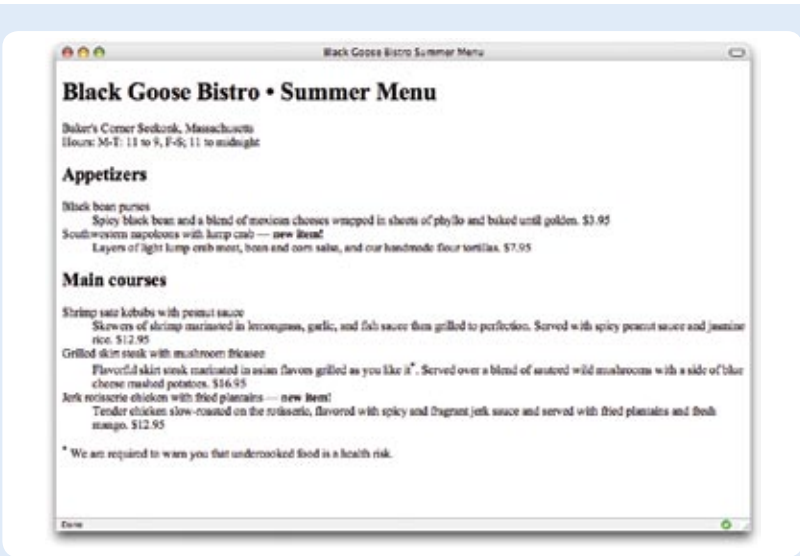 Black Goose Bistro Summer Menu
Black Goose Bistro • Summer Menu
Baker's Corner Seekonk, Massachusetts
Hours: M-T: 11 to 9, F-S; 11 to midnight
Appetizers
Black bean purses
Spicy black bean and a blend of mexican cheeses wrapped in sheets of phyllo and baked until golden. $3.95
Southwestern napoleons with lump crab — new item!
Layers of light lump crab meat, bean and corn salsa, and our handmade flour tortillas. $7.95
Main courses
Shrimp sate kebabs with peanut sauce
Skewers of shrimp marinated in lemongrass, garlic, and fish sauce then grilled to perfection. Served with spicy peanut sauce and jasmine
rice. $12.95
Grilled skirt steak with mushroom fricasee
Flavorful skirt steak marinated in asian flavors grilled as you like it*. Served over a blend of sauteed wild mushrooms with a side of blue
cheese mashed potatoes. $16.95
Jerk rotisserie chicken with fried plantains — new item!
Tender chicken slow-roasted on the rotisserie, flavored with spicy and fragrant jerk sauce and served with fried plantains and fresh
mango. $12.95
* We are required to warn you that undercooked food is a health risk.
Done